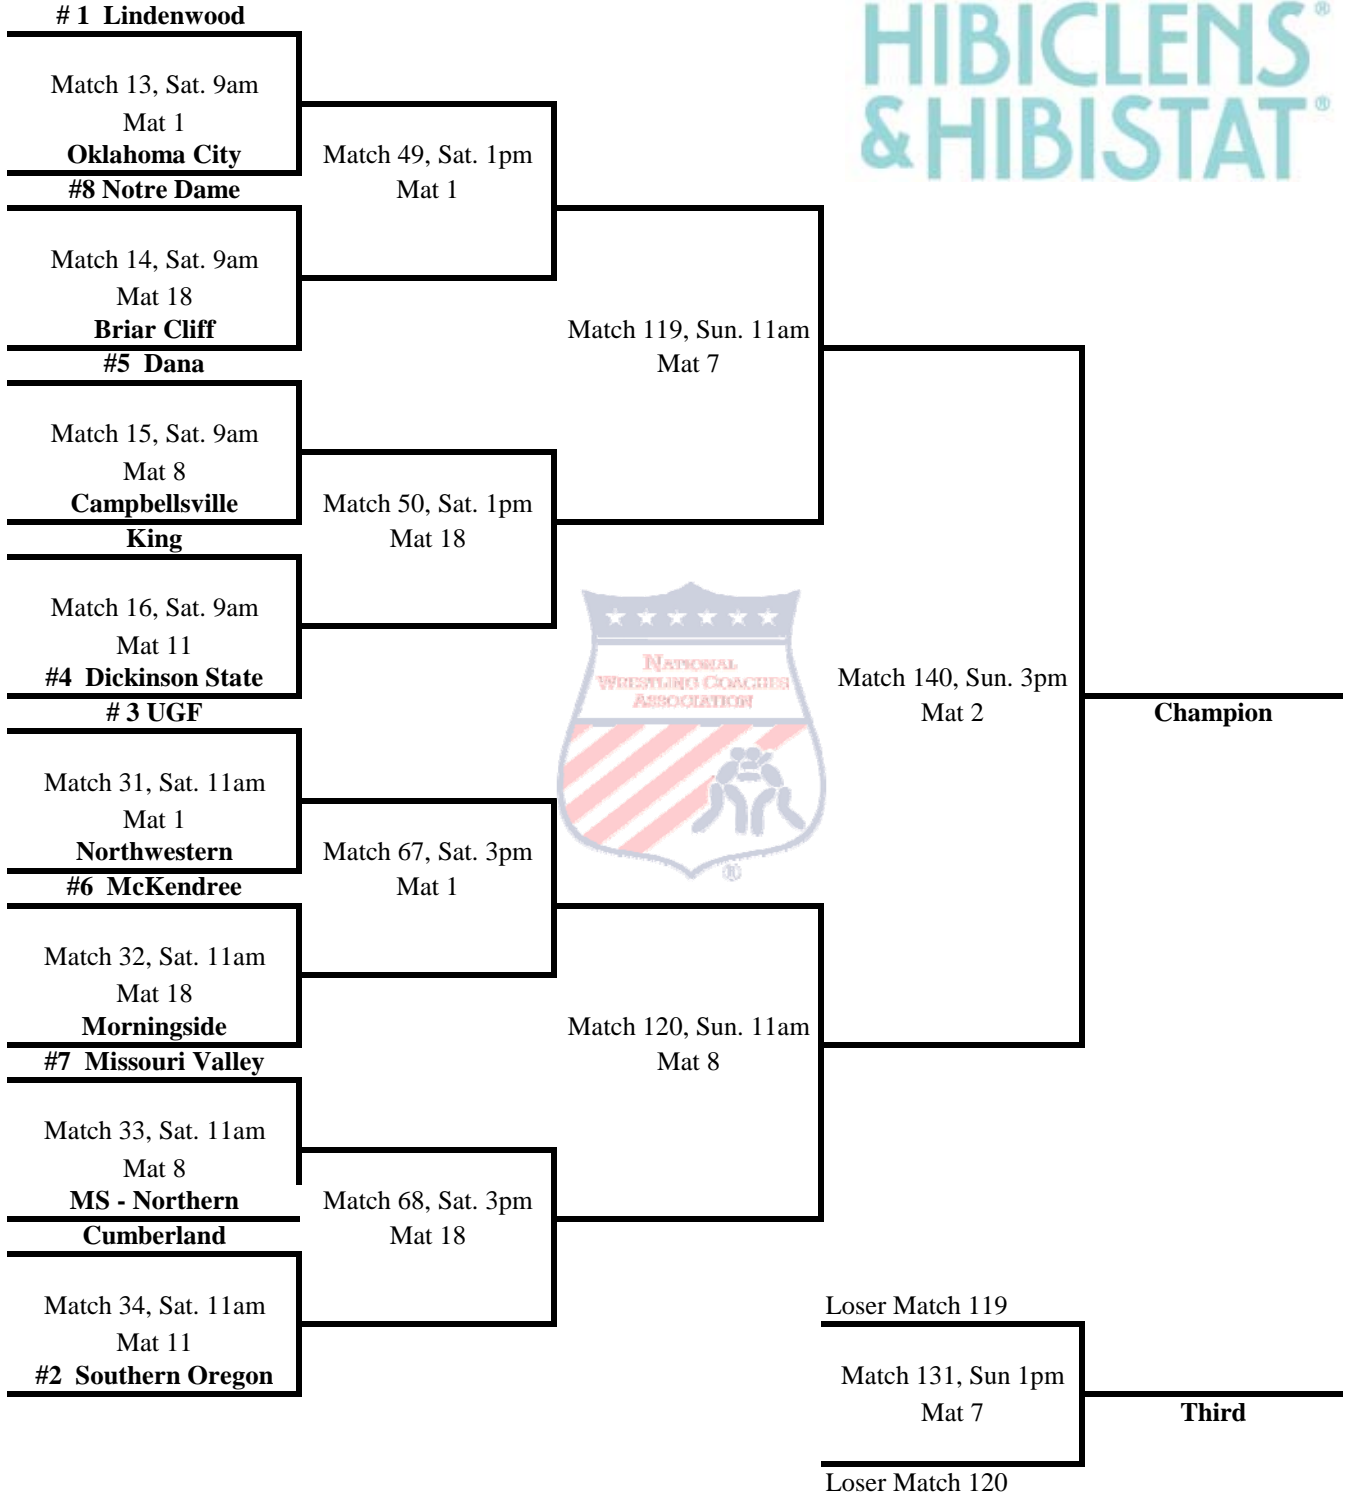 # 1  Lindenwood
HIBICLENS®
& HIBISTAT®
Match 13, Sat. 9am
Mat 1
Oklahoma City
Match 49, Sat. 1pm
Mat 1
#8 Notre Dame
Match 14, Sat. 9am
Mat 18
Briar Cliff
Match 119, Sun. 11am
Mat 7
#5  Dana
Match 15, Sat. 9am
Mat 8
Campbellsville
Match 50, Sat. 1pm
Mat 18
King
Match 16, Sat. 9am
Mat 11
#4  Dickinson State
NATIONAL
WRESTLING COACHES
ASSOCIATION
®
Match 140, Sun. 3pm
Mat 2
Champion
# 3 UGF
Match 31, Sat. 11am
Mat 1
Northwestern
Match 67, Sat. 3pm
Mat 1
#6  McKendree
Match 32, Sat. 11am
Mat 18
Morningside
Match 120, Sun. 11am
Mat 8
#7  Missouri Valley
Match 33, Sat. 11am
Mat 8
MS - Northern
Match 68, Sat. 3pm
Mat 18
Cumberland
Match 34, Sat. 11am
Mat 11
#2  Southern Oregon
Loser Match 119
Match 131, Sun 1pm
Mat 7
Third
Loser Match 120